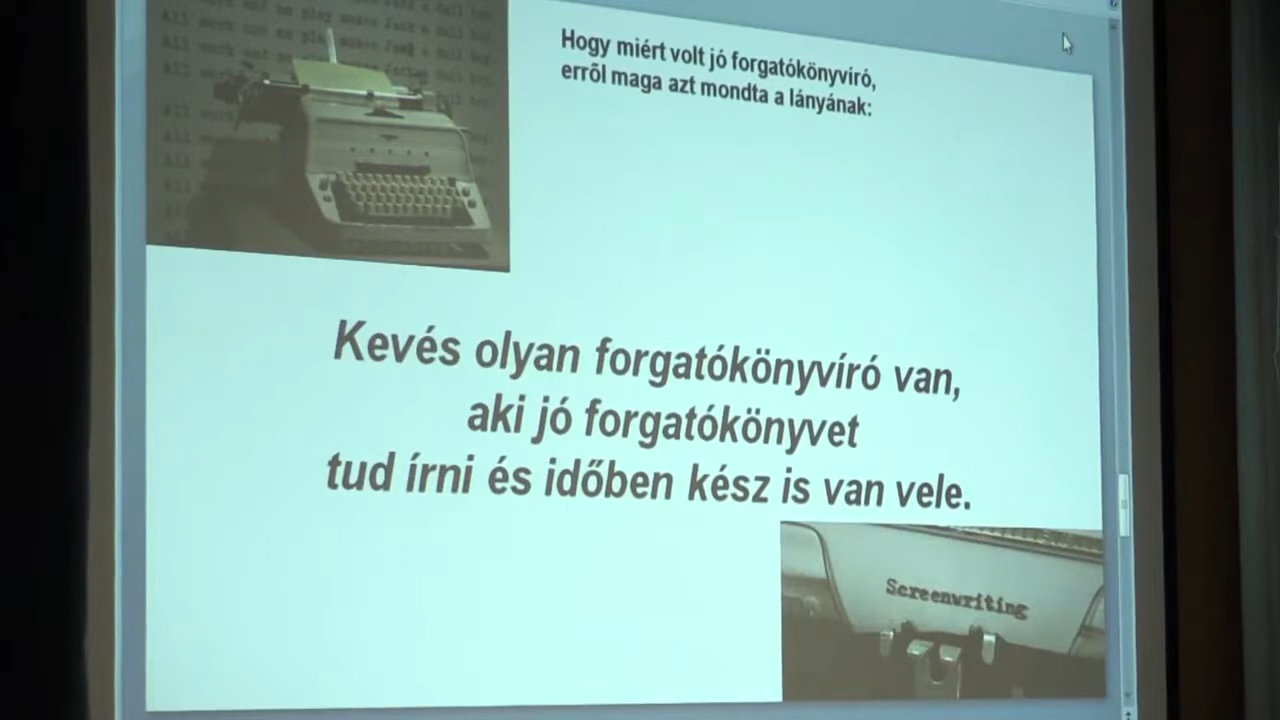 Hogy miért volt jó forgatókönyvíró,
errõl maga azt mondta a lányának:
Kevés olyan forgatókönyvíró van,
aki jó forgatókönyvet
tud írni és időben kész is van vele.
Screenwriting